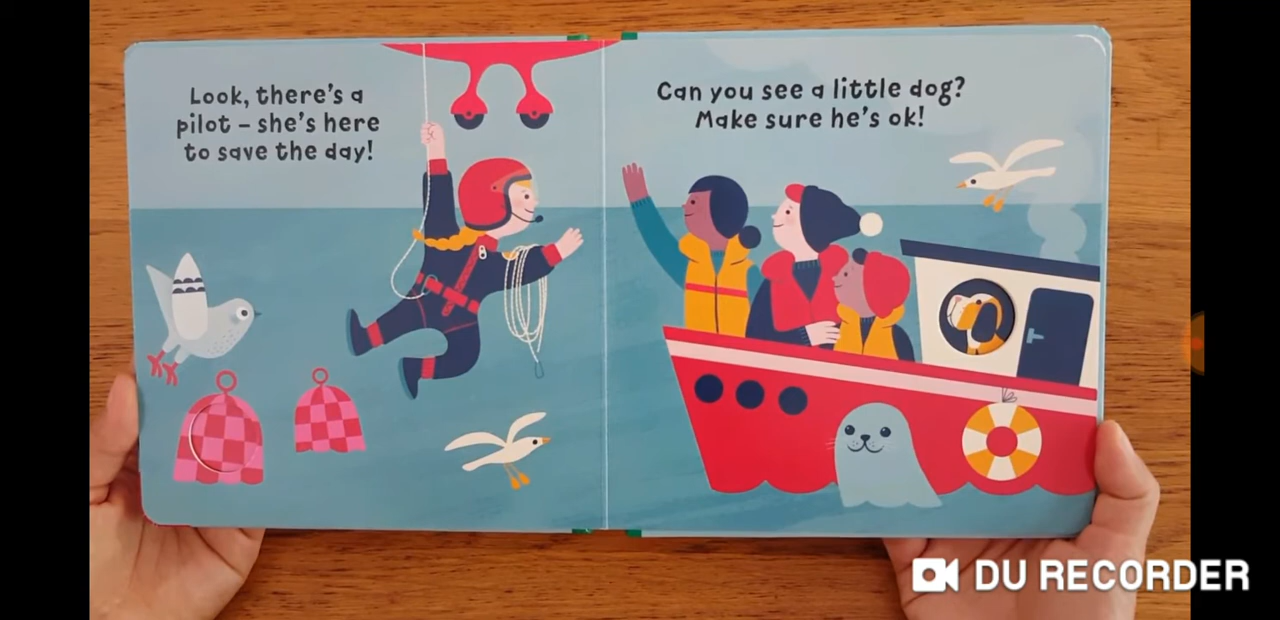 Look, there's a
pilot – she's here
to save the day!
Can you see a little dog?
Make sure he's ok!
DU RECORDER